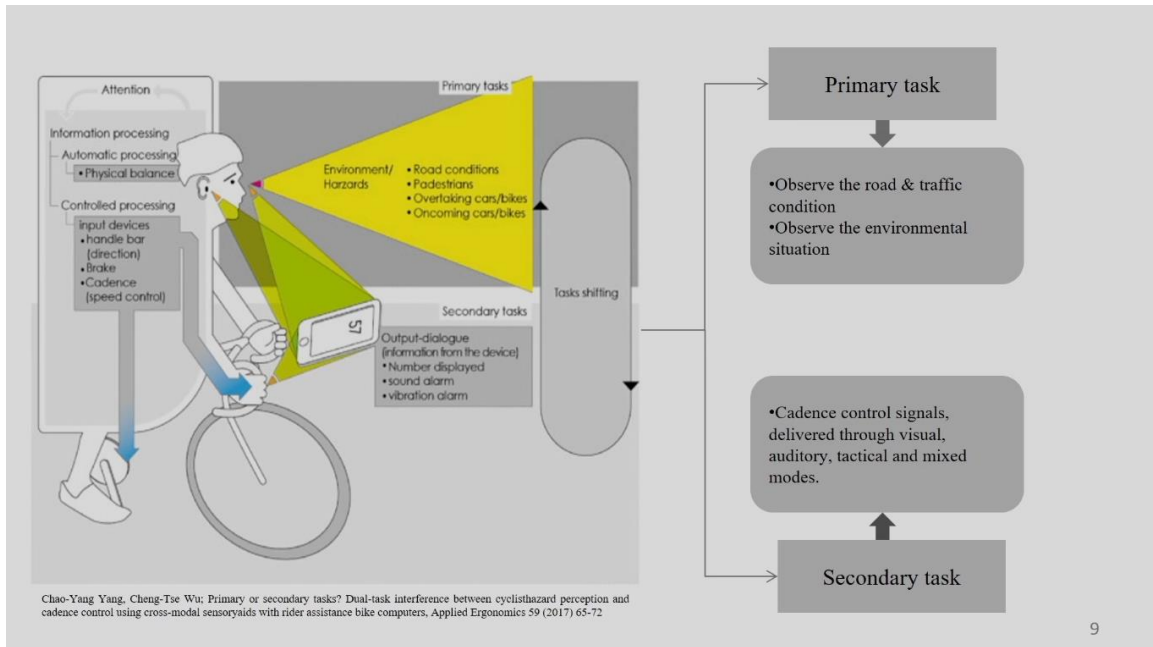 Attention
Information processing
Automatic processing
•Physical balance
Controlled processing
input devices
•handle bar
(direction)
•Brake
•Cadence
(speed control)
Primary tasks
Environment/
Harzards
•Road conditions
•Padestrians
•Overtaking cars/bikes
•Oncoming cars/bikes
Secondary tasks
57
Output-dialogue
(information from the device)
•Number displayed
•sound alarm
•vibration alarm
Tasks shifting
Primary task
•Observe the road & traffic
condition
•Observe the environmental
situation
•Cadence control signals,
delivered through visual,
auditory, tactical and mixed
modes.
Secondary task
Chao-Yang Yang, Cheng-Tse Wu; Primary or secondary tasks? Dual-task interference between cyclisthazard perception and
cadence control using cross-modal sensoryaids with rider assistance bike computers, Applied Ergonomics 59 (2017) 65-72
9